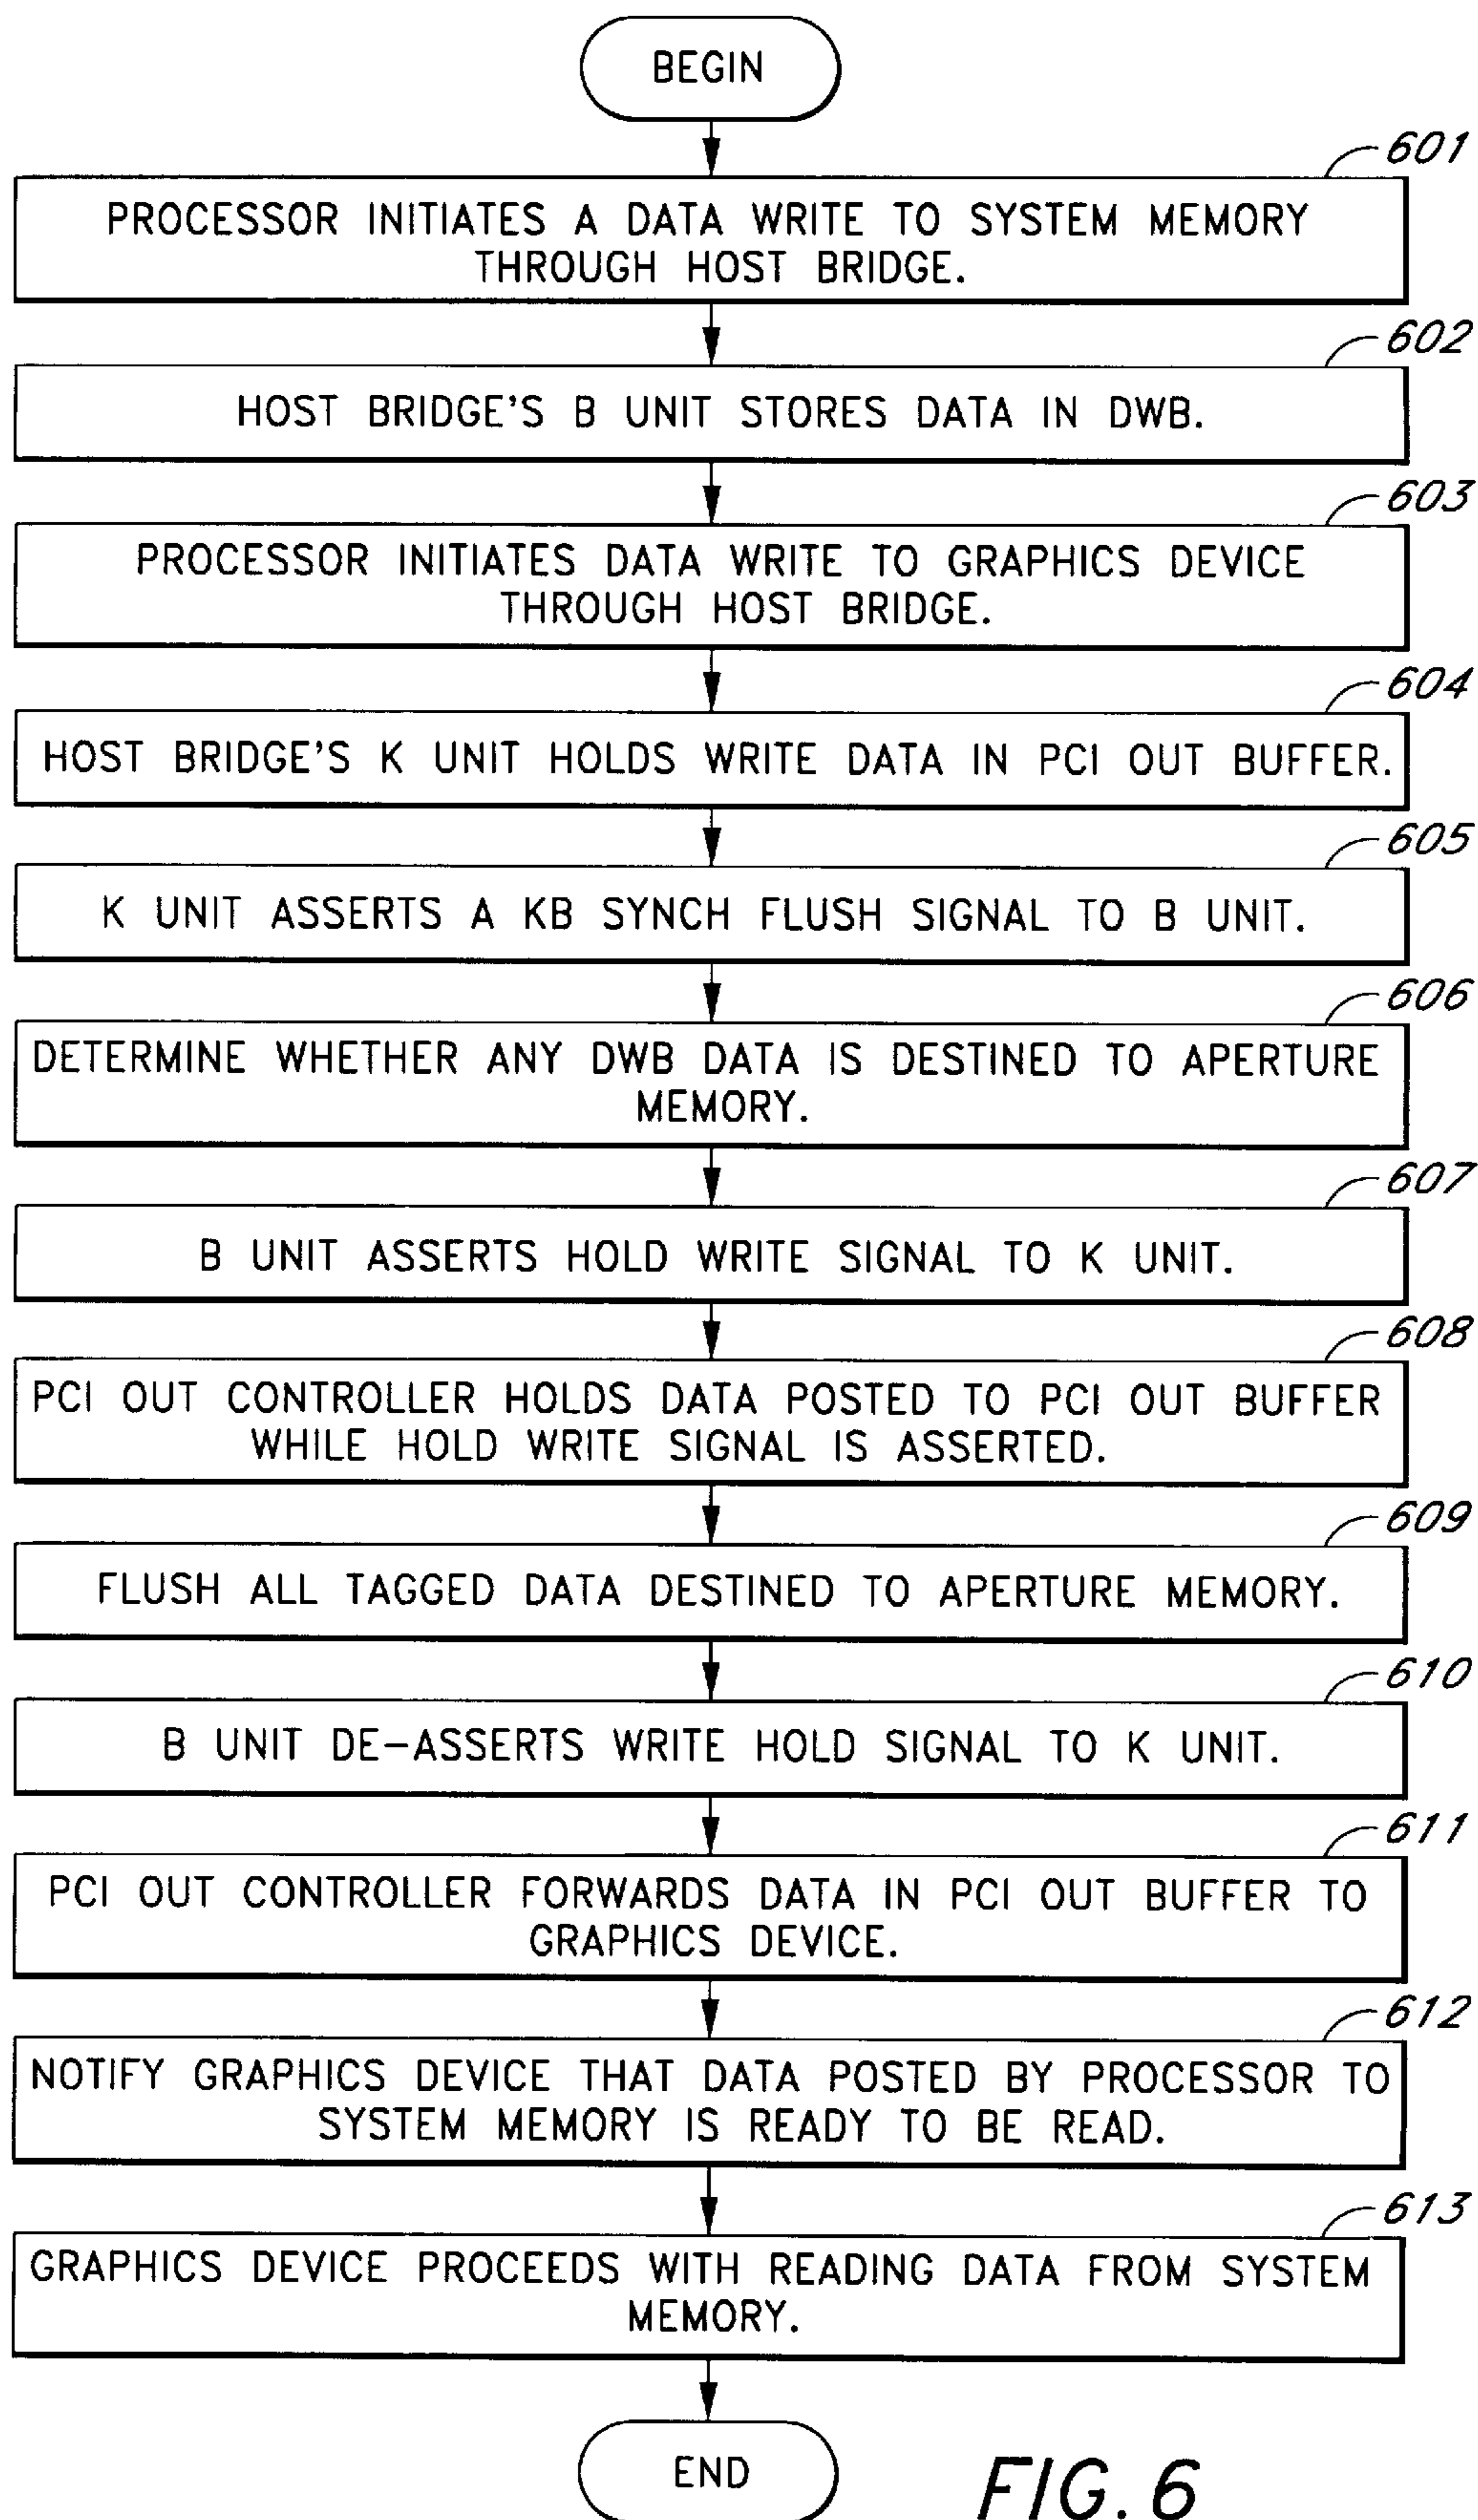 BEGIN
601
PROCESSOR INITIATES A DATA WRITE TO SYSTEM MEMORY
THROUGH HOST BRIDGE.
602
HOST BRIDGE'S B UNIT STORES DATA IN DWB.
603
PROCESSOR INITIATES DATA WRITE TO GRAPHICS DEVICE
THROUGH HOST BRIDGE.
604
HOST BRIDGE'S K UNIT HOLDS WRITE DATA IN PCI OUT BUFFER.
605
K UNIT ASSERTS A KB SYNCH FLUSH SIGNAL TO B UNIT.
606
DETERMINE WHETHER ANY DWB DATA IS DESTINED TO APERTURE
MEMORY.
607
B UNIT ASSERTS HOLD WRITE SIGNAL TO K UNIT.
608
PCI OUT CONTROLLER HOLDS DATA POSTED TO PCI OUT BUFFER
WHILE HOLD WRITE SIGNAL IS ASSERTED.
609
FLUSH ALL TAGGED DATA DESTINED TO APERTURE MEMORY.
610
B UNIT DE-ASSERTS WRITE HOLD SIGNAL TO K UNIT.
611
PCI OUT CONTROLLER FORWARDS DATA IN PCI OUT BUFFER TO
GRAPHICS DEVICE.
612
NOTIFY GRAPHICS DEVICE THAT DATA POSTED BY PROCESSOR TO
SYSTEM MEMORY IS READY TO BE READ.
613
GRAPHICS DEVICE PROCEEDS WITH READING DATA FROM SYSTEM
MEMORY.
END
FIG. 6